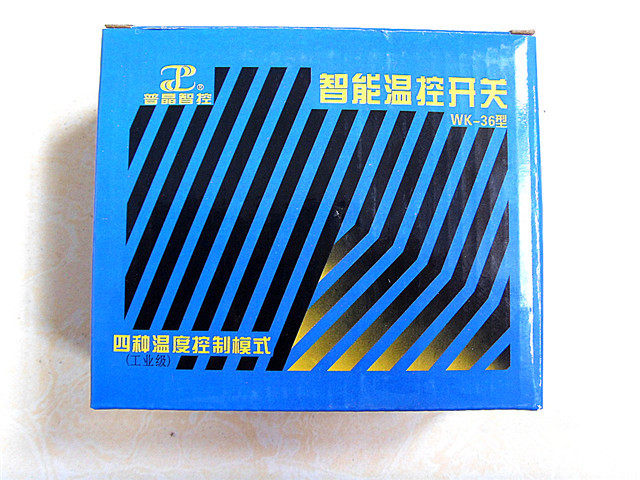 普晶智控
智能温控开关
WK-36型
四种温度控制模式
(工业级)